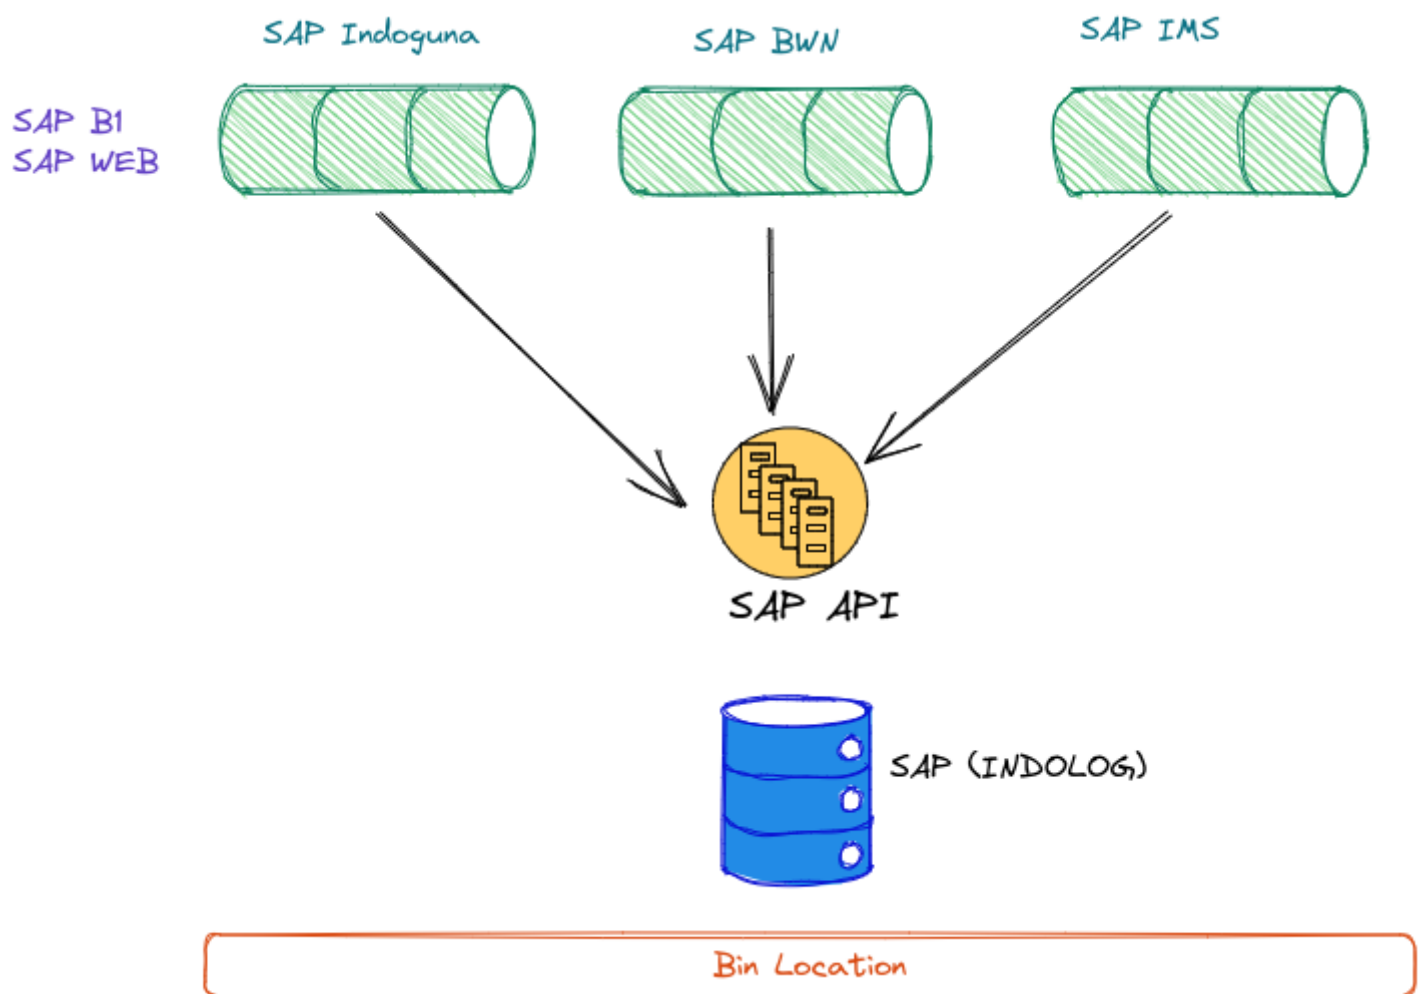 SAP Indoguna
SAP BWN
SAP IMS
SAP B1
SAP WEB
SAP API
SAP (INDOLOG)
Bin Location